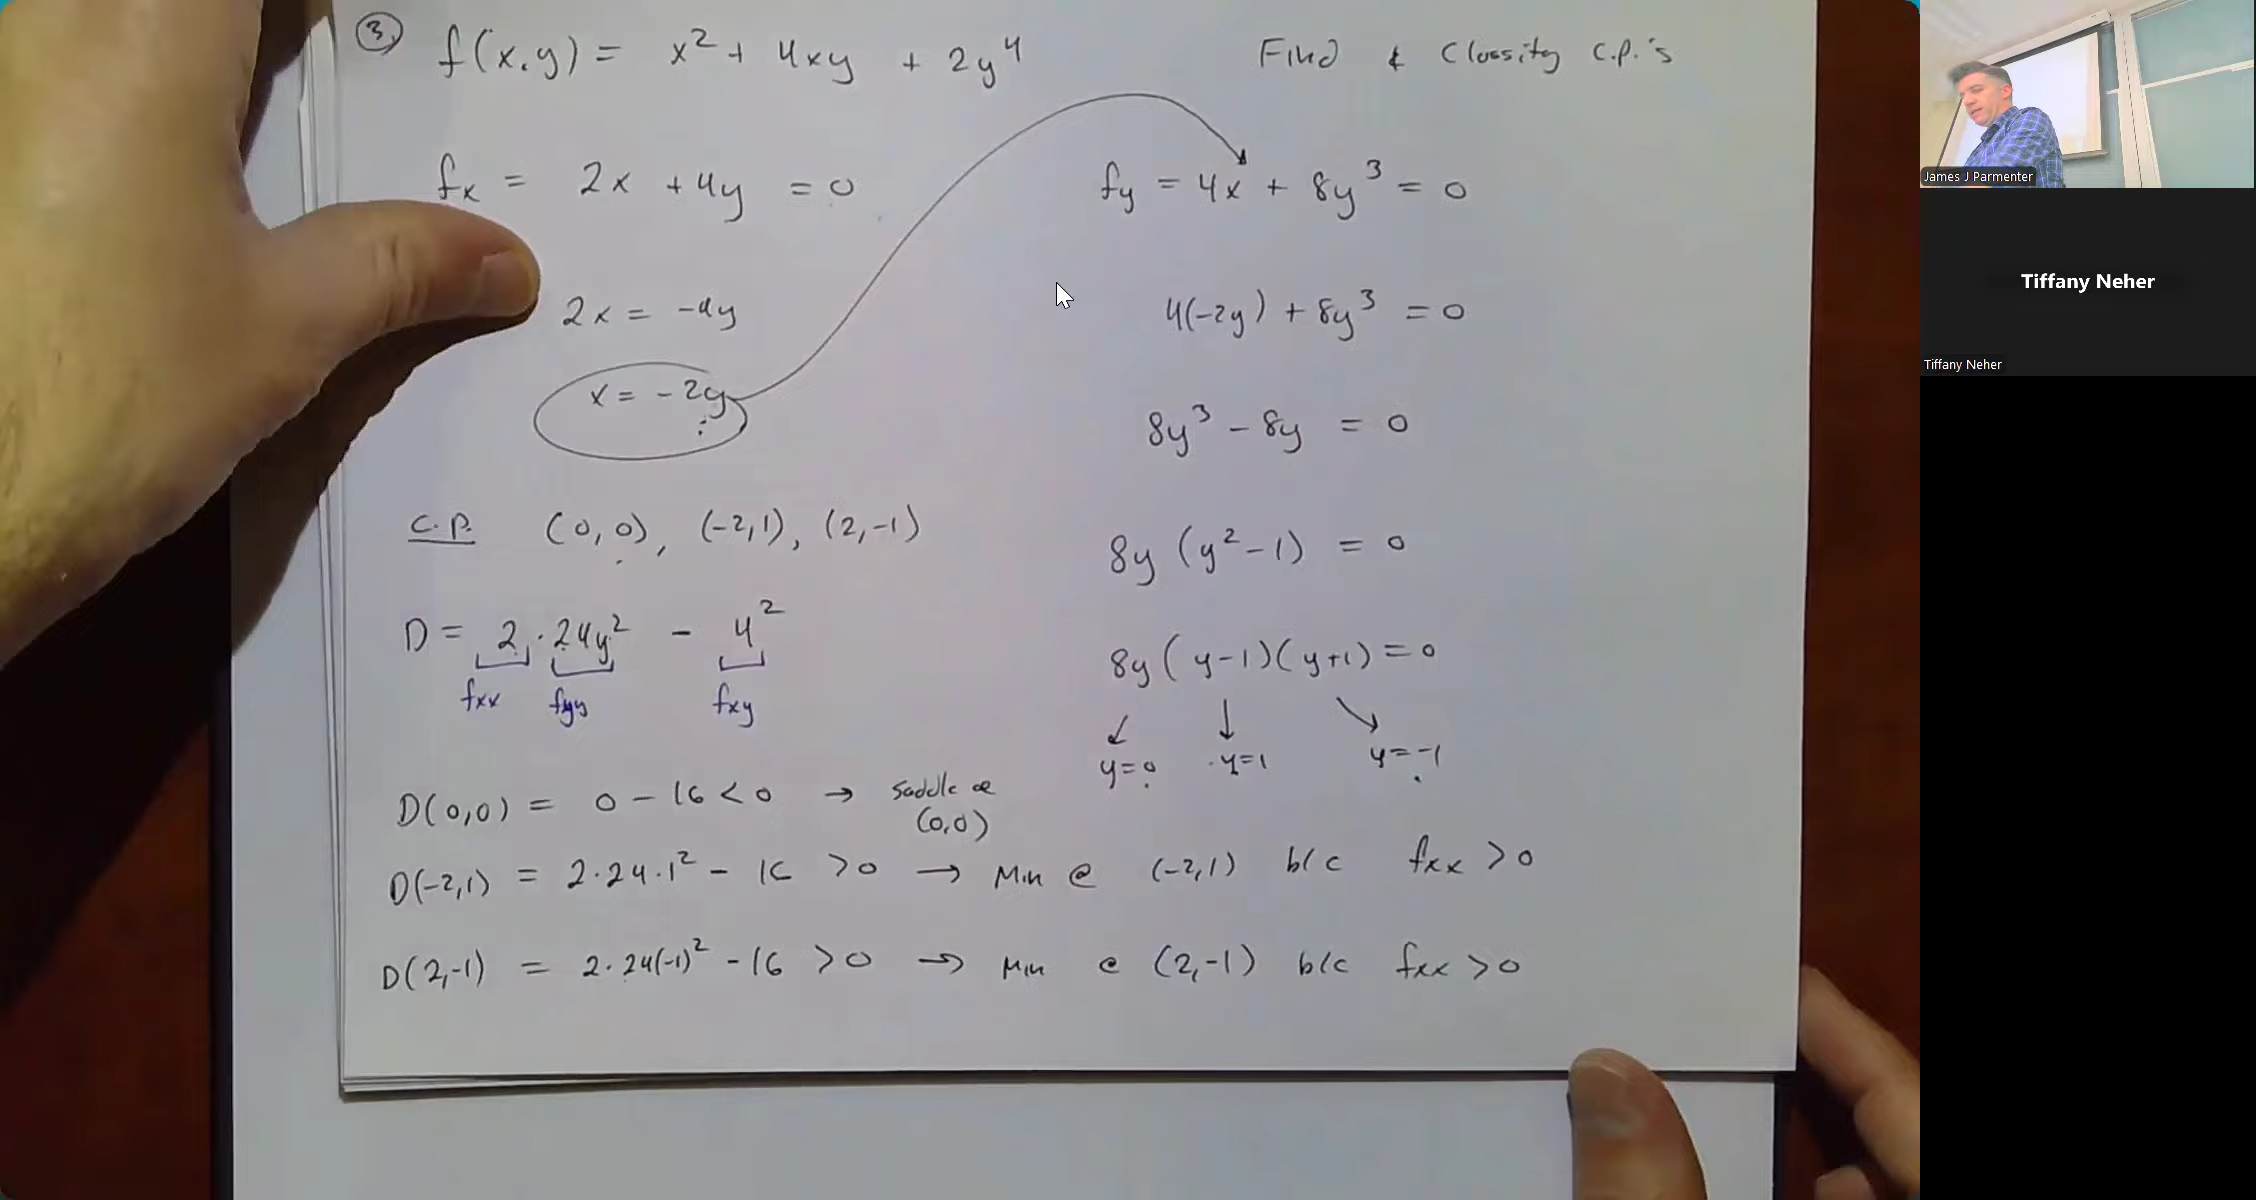 3. f(x,y) = x² + 4xy + 2y⁴
Find & Classify c.p.'s
fx = 2x + 4y = 0
fy = 4x + 8y³ = 0
2x = -4y
4(-2y) + 8y³ = 0
x = -2y
8y³ - 8y = 0
C.P. (0,0), (-2,1), (2,-1)
8y (y² - 1) = 0
D = 2 · 24y² - 4²
fxx fyy fxy
8y (y-1)(y+1) = 0
y=0 y=1 y=-1
D(0,0) = 0 - 16 < 0 → Saddle @
(0,0)
D(-2,1) = 2·24·1² - 16 > 0 → Min @ (-2,1) b/c fxx > 0
D(2,-1) = 2·24(-1)² - 16 > 0 → Min @ (2,-1) b/c fxx > 0
James J Parmenter
Tiffany Neher
Tiffany Neher